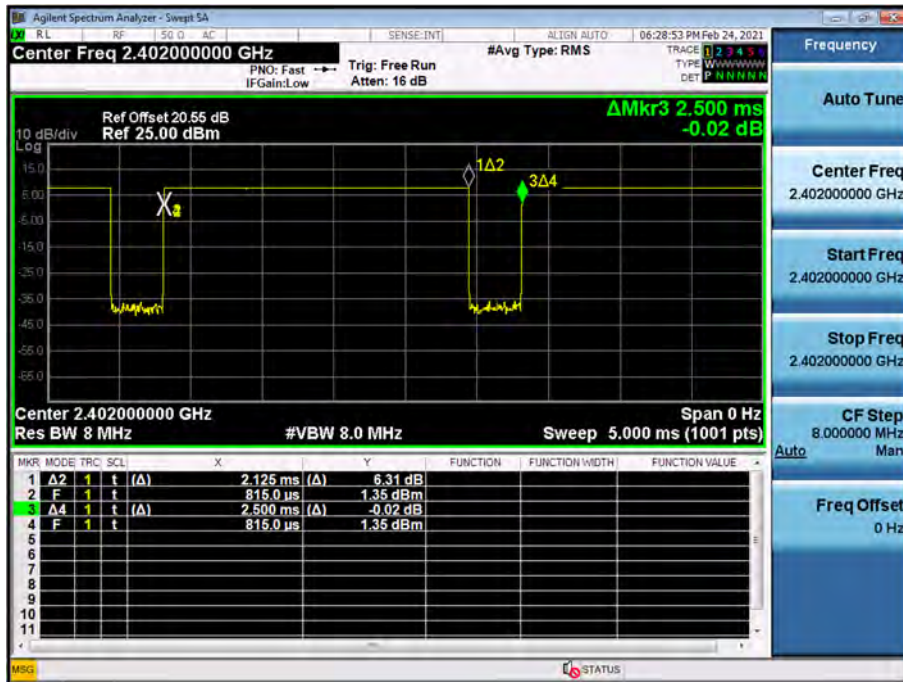 Agilent Spectrum Analyzer - Swept SA
RL RF 50 Ω AC SENSE:INT ALIGN AUTO 06:28:53 PM Feb 24, 2021
Center Freq 2.402000000 GHz #Avg Type: RMS TRACE 1 2 3 4 5 6
PNO: Fast Trig: Free Run TYPE WWWWWW
IFGain:Low Atten: 16 dB DET P N N N N N
Frequency
Auto Tune
Center Freq
2.402000000 GHz
Start Freq
2.402000000 GHz
Stop Freq
2.402000000 GHz
CF Step
8.000000 MHz
Auto Man
Freq Offset
0 Hz
ΔMkr3 2.500 ms
-0.02 dB
Ref Offset 20.55 dB
10 dB/div Ref 25.00 dBm
Log
15.0
5.00
-5.00
-15.0
-25.0
-35.0
-45.0
-55.0
-65.0
1Δ2
3Δ4
Center 2.402000000 GHz Span 0 Hz
Res BW 8 MHz #VBW 8.0 MHz Sweep 5.000 ms (1001 pts)
MKR MODE TRC SCL X Y FUNCTION FUNCTION WIDTH FUNCTION VALUE
1 Δ2 1 t (Δ) 2.125 ms (Δ) 6.31 dB
2 F 1 t 815.0 µs 1.35 dBm
3 Δ4 1 t (Δ) 2.500 ms (Δ) -0.02 dB
4 F 1 t 815.0 µs 1.35 dBm
5
6
7
8
9
10
11
MSG STATUS